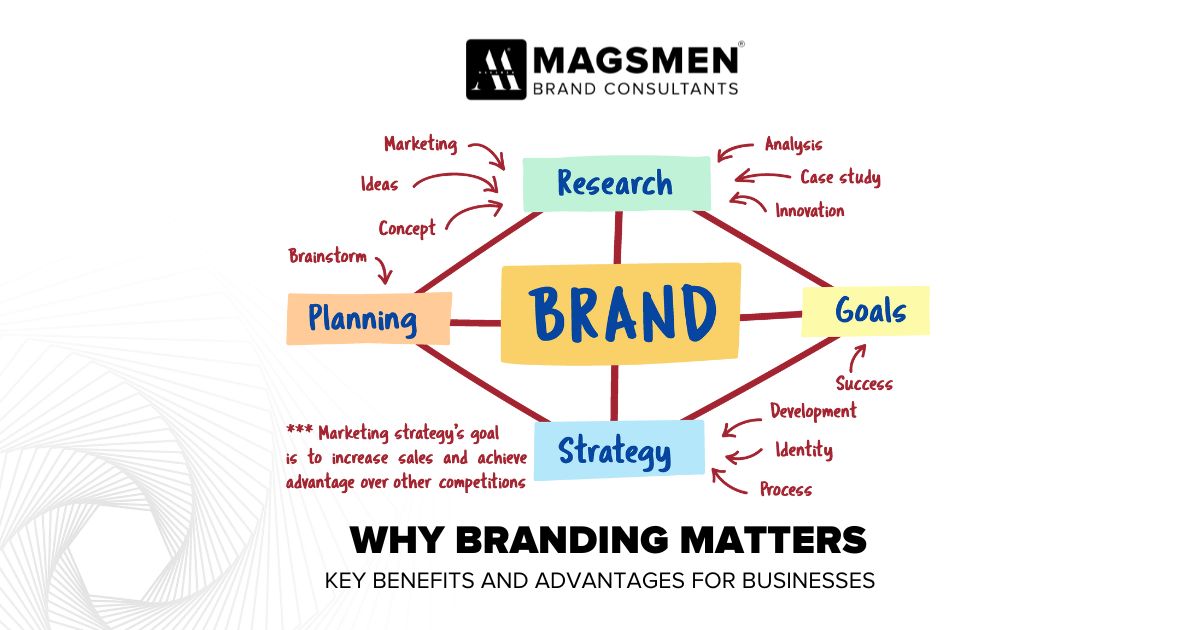 MAGSMEN®
BRAND CONSULTANTS
Marketing
Ideas
Concept
Brainstorm
Research
Analysis
Case study
Innovation
Planning
BRAND
Goals
Success
Strategy
Development
Identity
Process
*** Marketing strategy's goal
is to increase sales and achieve
advantage over other competitions
WHY BRANDING MATTERS
KEY BENEFITS AND ADVANTAGES FOR BUSINESSES